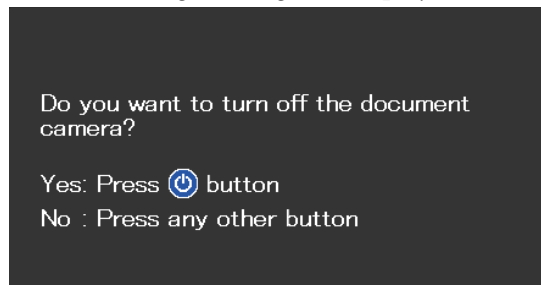 Do you want to turn off the document
camera?
Yes: Press button
No : Press any other button